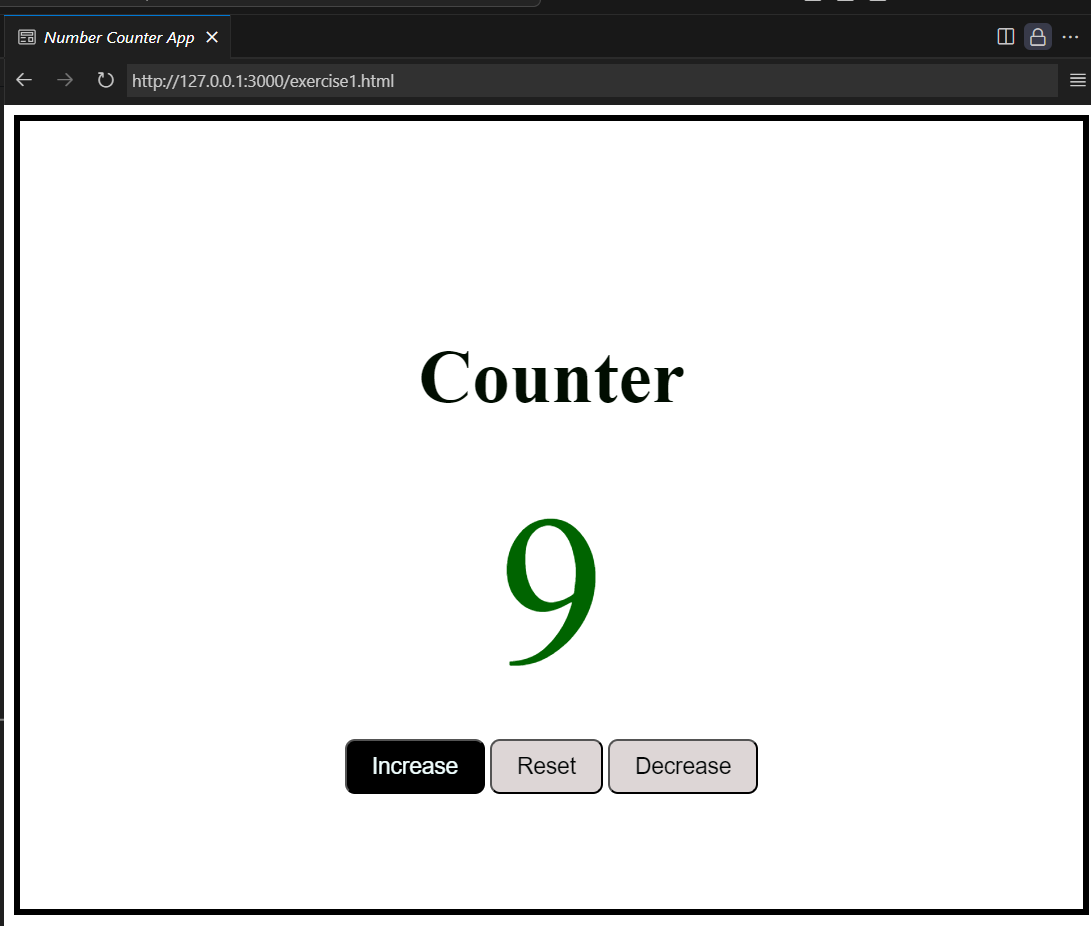 Number Counter App
http://127.0.0.1:3000/exercise1.html
Counter
9
Increase Reset Decrease